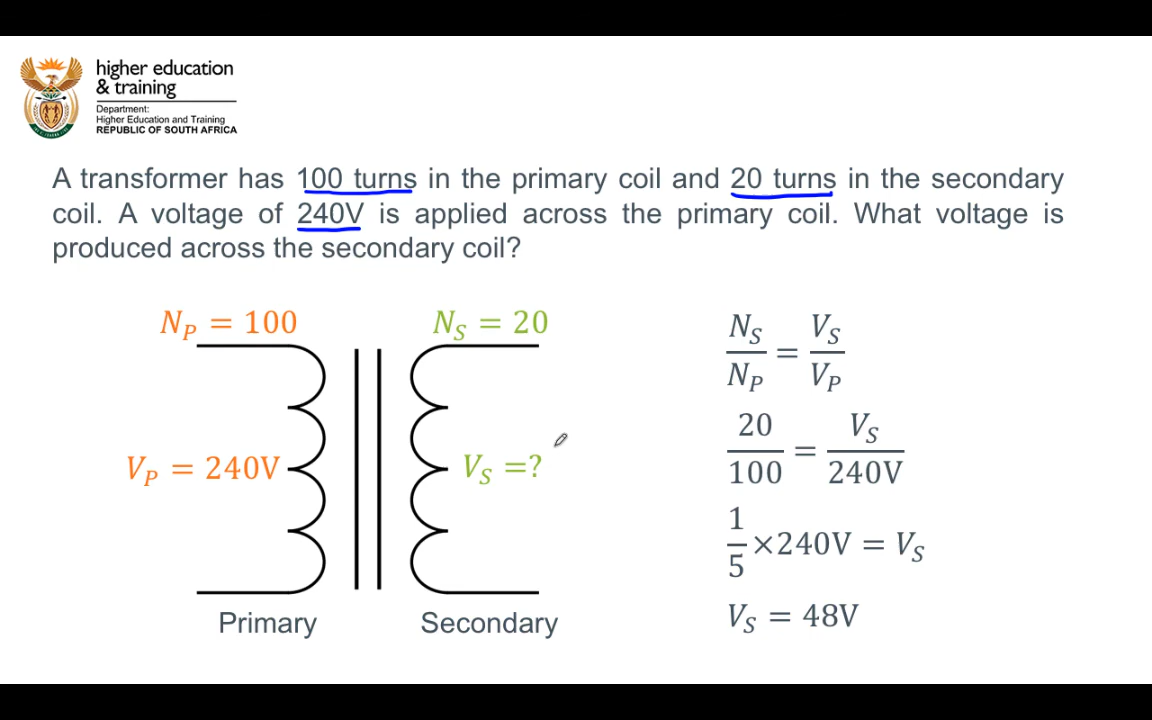 higher education
& training
Department:
Higher Education and Training
REPUBLIC OF SOUTH AFRICA
A transformer has 100 turns in the primary coil and 20 turns in the secondary
coil. A voltage of 240V is applied across the primary coil. What voltage is
produced across the secondary coil?
N_P = 100
N_S = 20
V_P = 240V
V_S =?
Primary
Secondary
N_S/N_P = V_S/V_P
20/100 = V_S/240V
1/5 ×240V = V_S
V_S = 48V